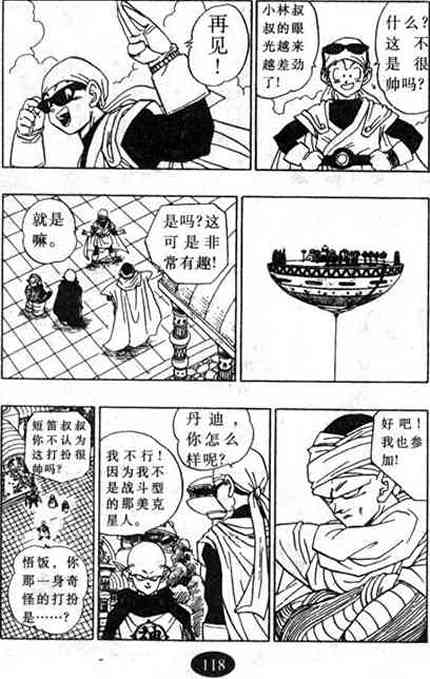 什么?
这不
是很
帅吗?
小林叔
叔的眼
光越来
越差劲
了!
再
见!
是吗?这
可是非
常有趣!
就是
嘛。
好吧!
我也参
加!
丹迪,
你怎么
样呢?
我不行!
因为我不
是战斗型
的那美克
星人。
短笛叔叔
你不认为
这打扮很
帅吗?
悟饭,你
那一身奇
怪的打扮
是……?
118